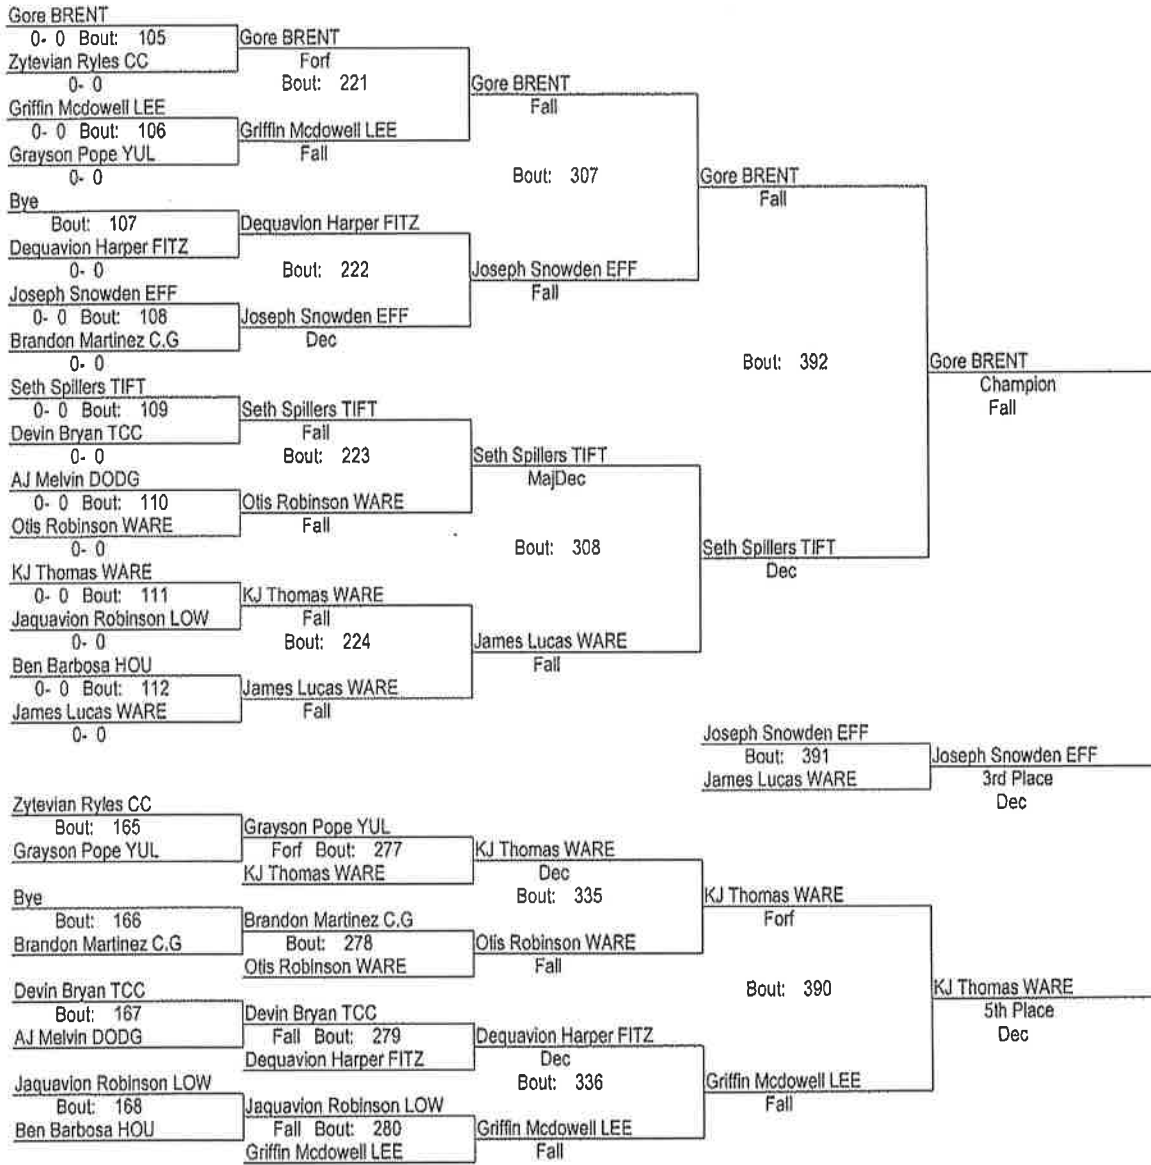 Gore BRENT
0- 0 Bout: 105
Zytevian Ryles CC
0- 0
Griffin Mcdowell LEE
0- 0 Bout: 106
Grayson Pope YUL
0- 0
Bye
Bout: 107
Dequavion Harper FITZ
0- 0
Joseph Snowden EFF
0- 0 Bout: 108
Brandon Martinez C.G
0- 0
Seth Spillers TIFT
0- 0 Bout: 109
Devin Bryan TCC
0- 0
AJ Melvin DODG
0- 0 Bout: 110
Otis Robinson WARE
0- 0
KJ Thomas WARE
0- 0 Bout: 111
Jaquavion Robinson LOW
0- 0
Ben Barbosa HOU
0- 0 Bout: 112
James Lucas WARE
0- 0
Gore BRENT
Forf
Bout: 221
Griffin Mcdowell LEE
Fall
Dequavion Harper FITZ
Bout: 222
Joseph Snowden EFF
Dec
Seth Spillers TIFT
Fall
Bout: 223
Otis Robinson WARE
Fall
KJ Thomas WARE
Fall
Bout: 224
James Lucas WARE
Fall
Gore BRENT
Fall
Bout: 307
Joseph Snowden EFF
Fall
Seth Spillers TIFT
MajDec
Bout: 308
James Lucas WARE
Fall
Gore BRENT
Fall
Bout: 392
Seth Spillers TIFT
Dec
Gore BRENT
Champion
Fall
Joseph Snowden EFF
Bout: 391
James Lucas WARE
Joseph Snowden EFF
3rd Place
Dec
Zytevian Ryles CC
Bout: 165
Grayson Pope YUL
Bye
Bout: 166
Brandon Martinez C.G
Devin Bryan TCC
Bout: 167
AJ Melvin DODG
Jaquavion Robinson LOW
Bout: 168
Ben Barbosa HOU
Grayson Pope YUL
Forf Bout: 277
KJ Thomas WARE
Brandon Martinez C.G
Bout: 278
Otis Robinson WARE
Devin Bryan TCC
Fall Bout: 279
Dequavion Harper FITZ
Jaquavion Robinson LOW
Fall Bout: 280
Griffin Mcdowell LEE
KJ Thomas WARE
Dec
Bout: 335
Otis Robinson WARE
Fall
Dequavion Harper FITZ
Dec
Bout: 336
Griffin Mcdowell LEE
Fall
KJ Thomas WARE
Forf
Bout: 390
Griffin Mcdowell LEE
Fall
KJ Thomas WARE
5th Place
Dec